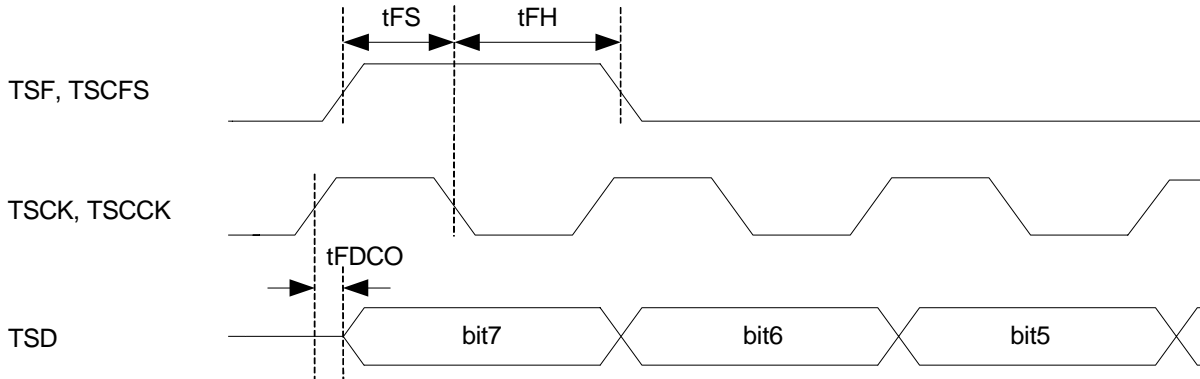 tFS
tFH
TSF, TSCFS
TSCK, TSCCK
tFDCO
TSD
bit7
bit6
bit5